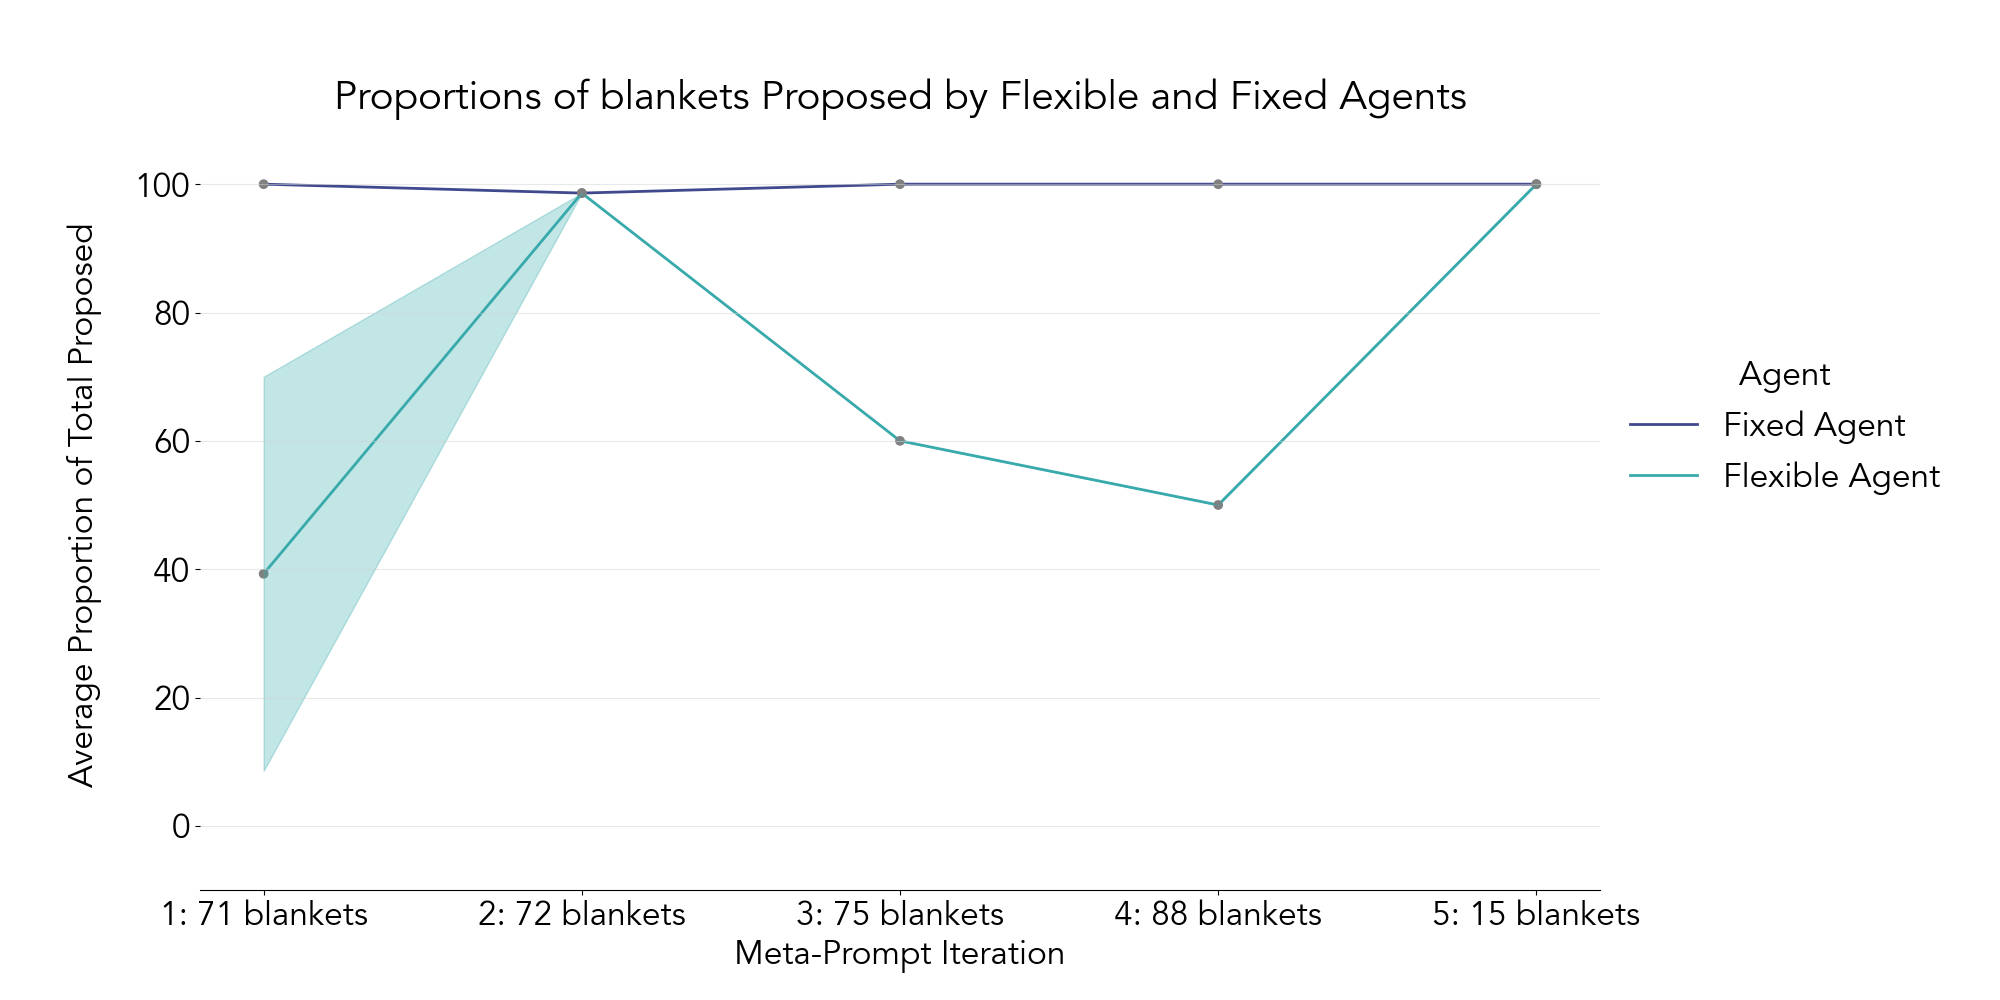 Proportions of blankets Proposed by Flexible and Fixed Agents
Average Proportion of Total Proposed
100
80
60
40
20
0
1: 71 blankets
2: 72 blankets
3: 75 blankets
4: 88 blankets
5: 15 blankets
Meta-Prompt Iteration
Agent
Fixed Agent
Flexible Agent